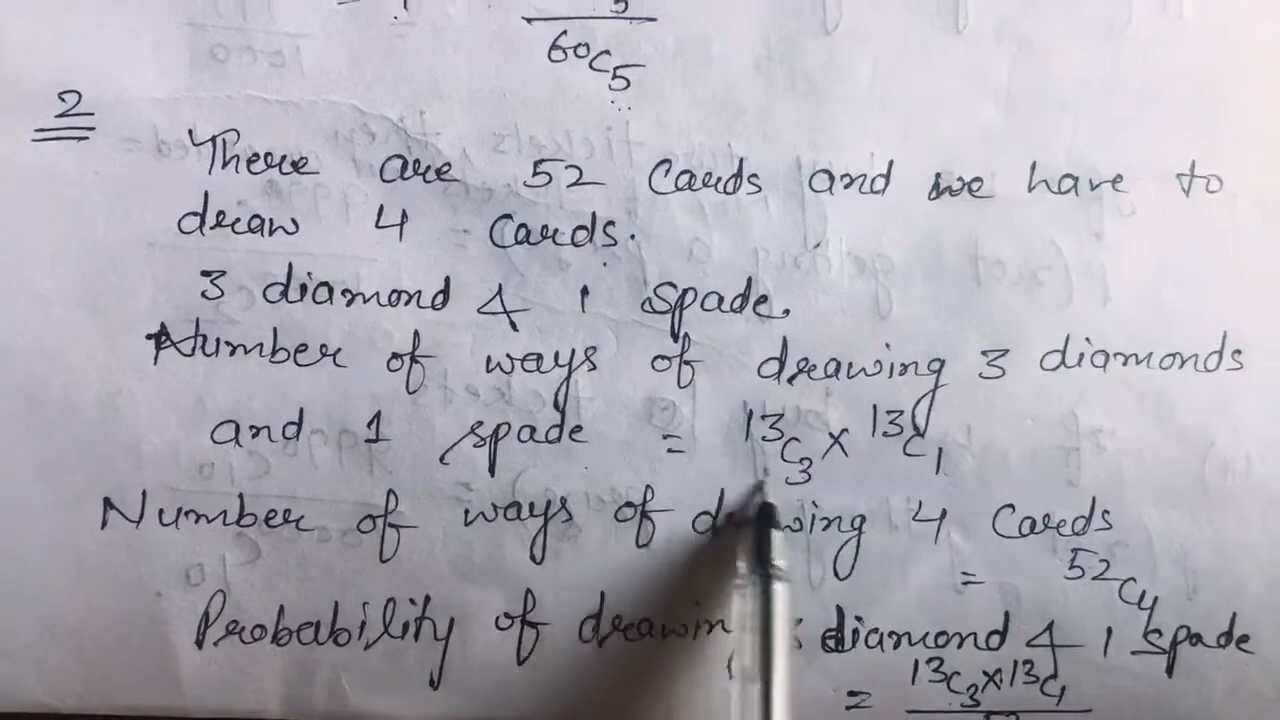 60C5
2
There are 52 Cards and we have to
draw 4 Cards.
3 diamond & 1 Spade.
Number of ways of drawing 3 diamonds
and 1 spade = 13C3 x 13C1
Number of ways of drawing 4 Cards
= 52C4
Probability of drawin diamond & 1 Spade
= 13C3x13C1